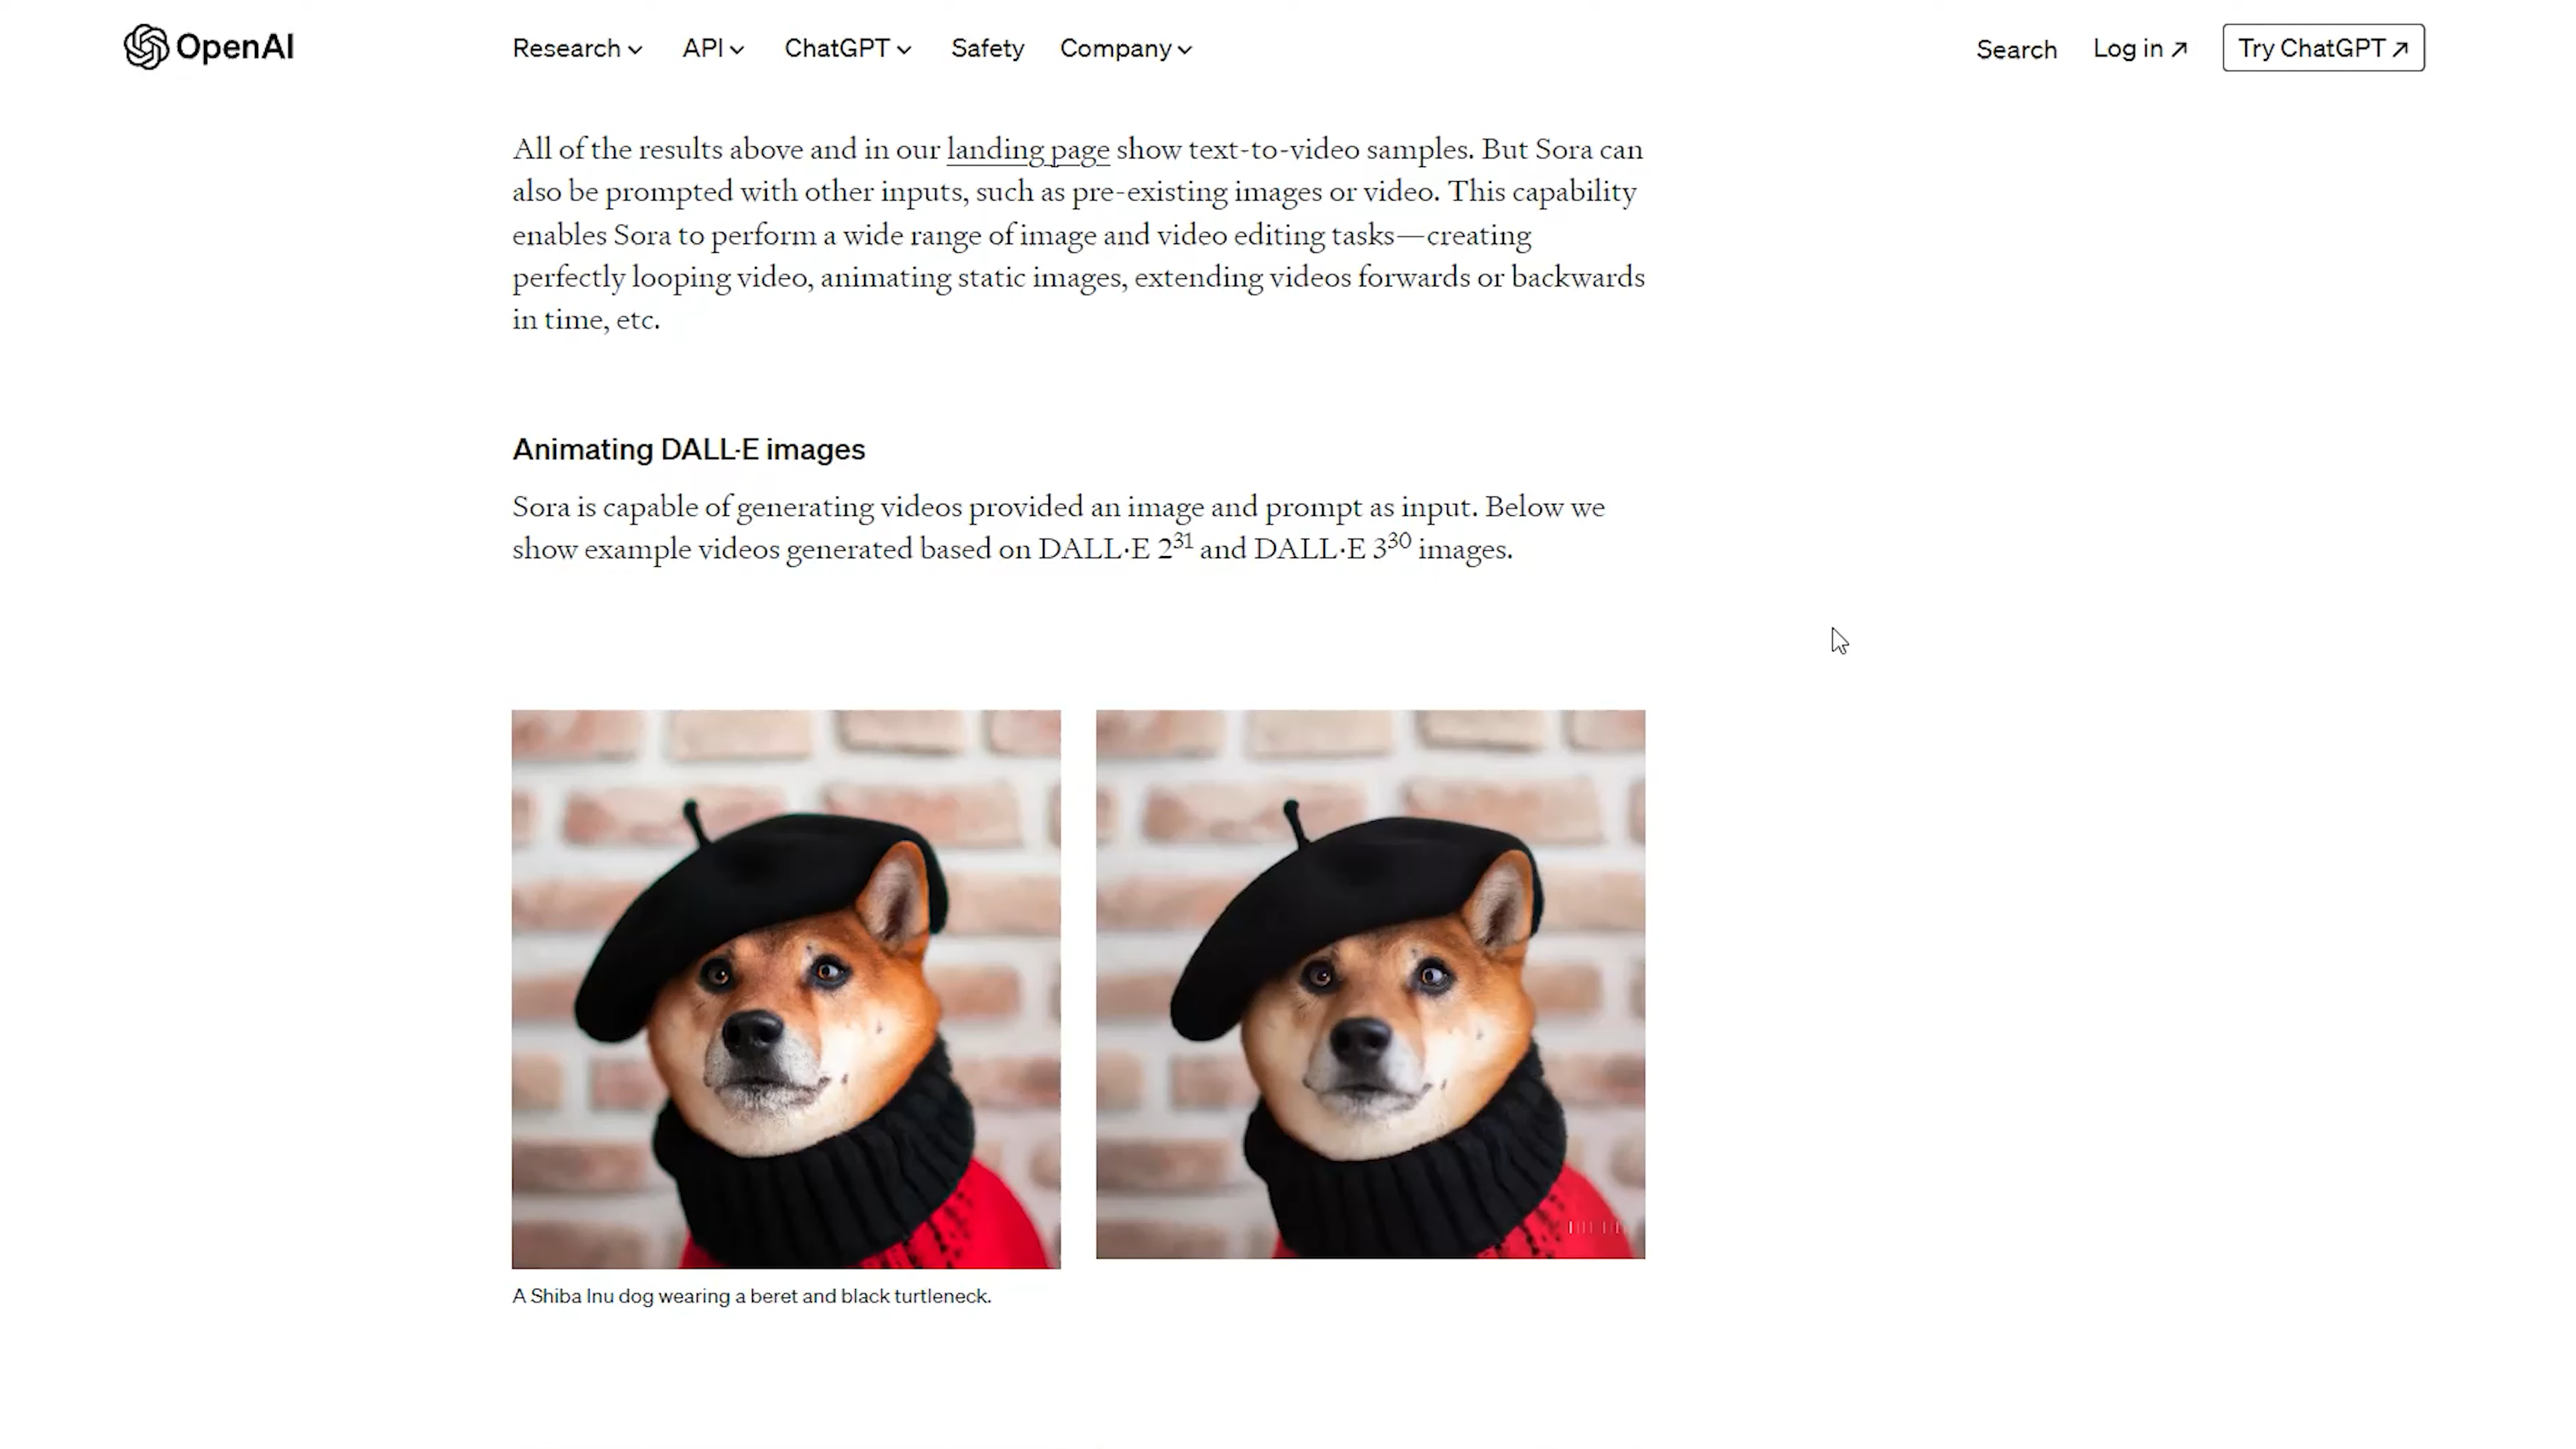 OpenAI
Research API ChatGPT Safety Company
Search Log in Try ChatGPT
All of the results above and in our landing page show text-to-video samples. But Sora can
also be prompted with other inputs, such as pre-existing images or video. This capability
enables Sora to perform a wide range of image and video editing tasks—creating
perfectly looping video, animating static images, extending videos forwards or backwards
in time, etc.
Animating DALL·E images
Sora is capable of generating videos provided an image and prompt as input. Below we
show example videos generated based on DALL·E 2³¹ and DALL·E 3³⁰ images.
A Shiba Inu dog wearing a beret and black turtleneck.